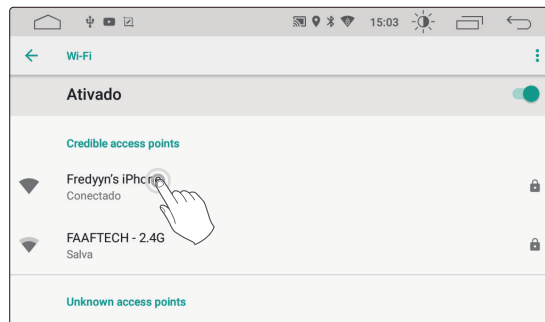 15:03
Wi-Fi
Ativado
Credible access points
Fredyyn's iPhone
Conectado
FAAFTECH - 2.4G
Salva
Unknown access points